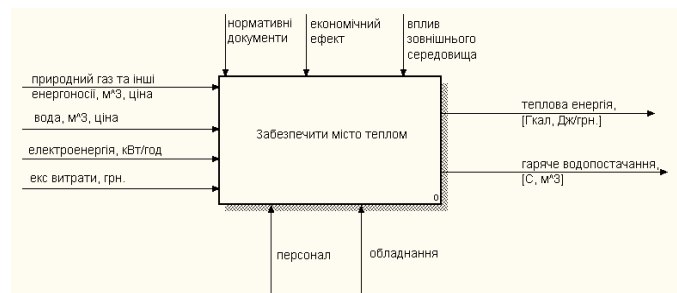 нормативні
документи
економічний
ефект
вплив
зовнішнього
середовища
природний газ та інші
енергоносії, м^3, ціна
вода, м^3, ціна
електроенергія, кВт/год
екс витрати, грн.
Забезпечити місто теплом
0
теплова енергія,
[Гкал, Дж/грн.]
гаряче водопостачання,
[С, м^3]
персонал
обладнання